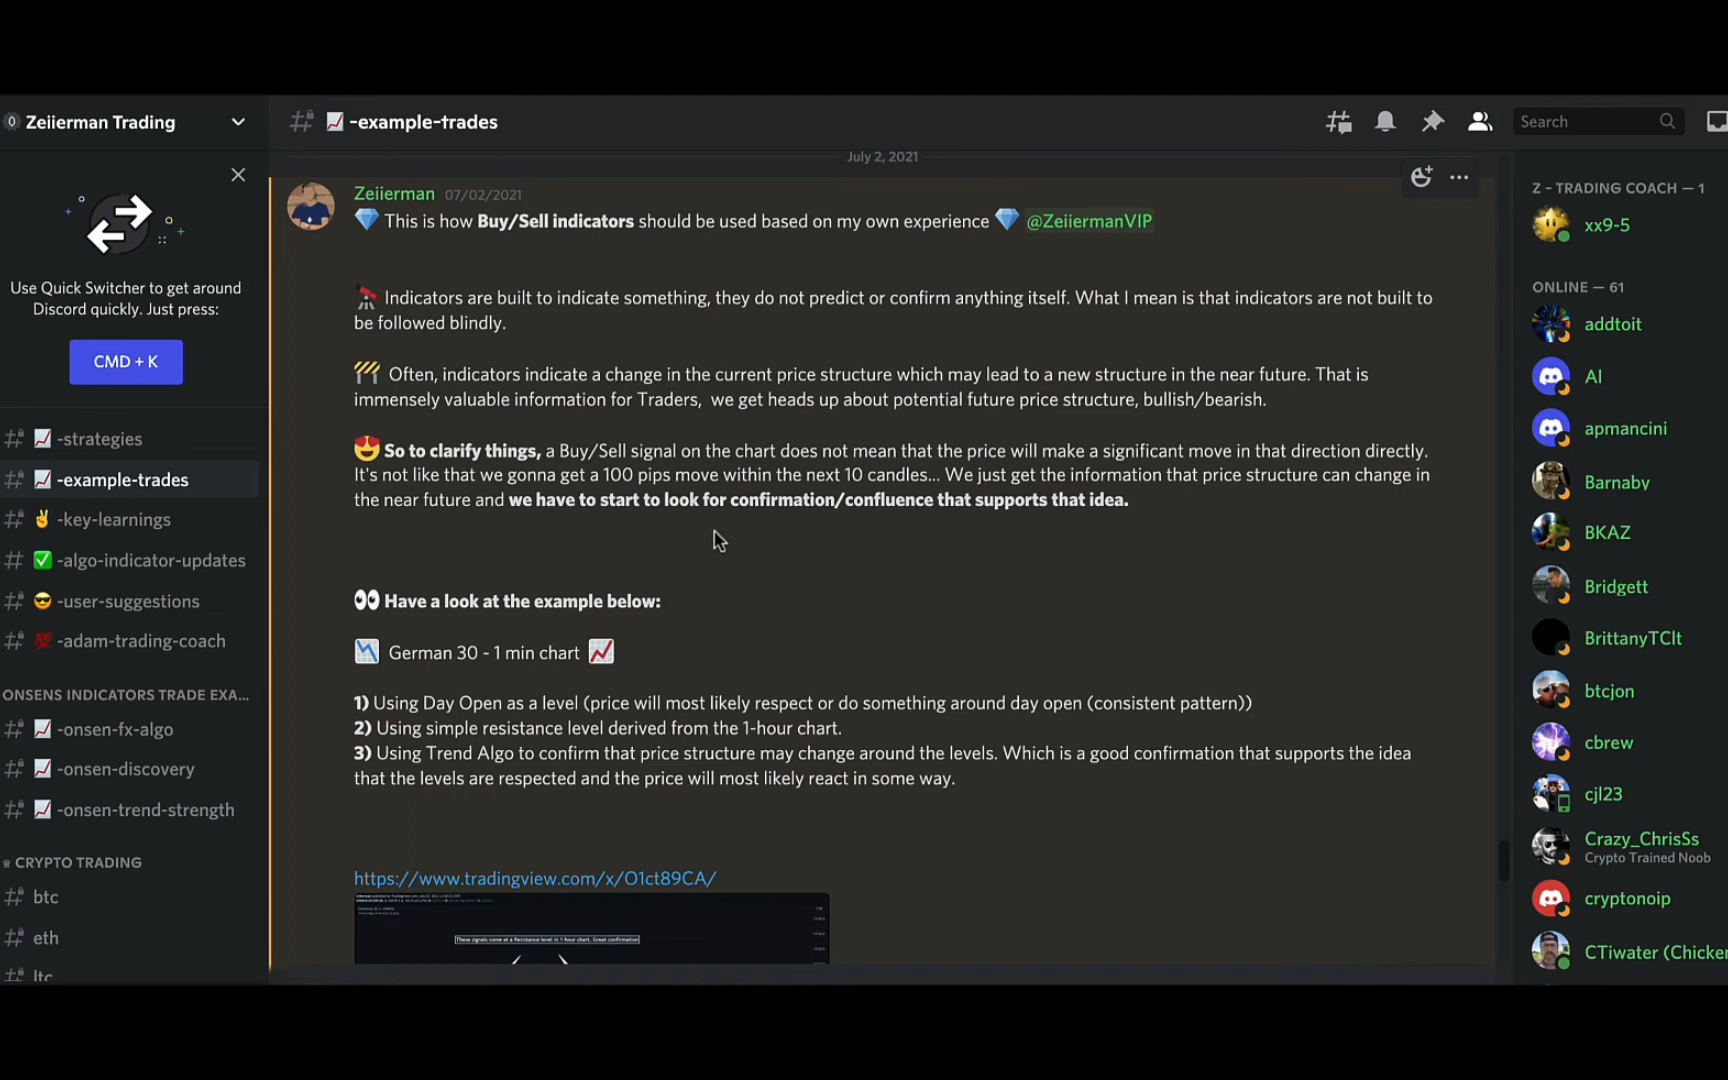 Zeiierman Trading
Use Quick Switcher to get around
Discord quickly. Just press:
CMD + K
-strategies
-example-trades
-key-learnings
-algo-indicator-updates
-user-suggestions
-adam-trading-coach
ONSENS INDICATORS TRADE EXA...
-onsen-fx-algo
-onsen-discovery
-onsen-trend-strength
CRYPTO TRADING
btc
eth
ltc
-example-trades
Search
July 2, 2021
Zeiierman 07/02/2021
This is how Buy/Sell indicators should be used based on my own experience @ZeiiermanVIP
Indicators are built to indicate something, they do not predict or confirm anything itself. What I mean is that indicators are not built to
be followed blindly.
Often, indicators indicate a change in the current price structure which may lead to a new structure in the near future. That is
immensely valuable information for Traders, we get heads up about potential future price structure, bullish/bearish.
So to clarify things, a Buy/Sell signal on the chart does not mean that the price will make a significant move in that direction directly.
It's not like that we gonna get a 100 pips move within the next 10 candles... We just get the information that price structure can change in
the near future and we have to start to look for confirmation/confluence that supports that idea.
Have a look at the example below:
German 30 - 1 min chart
1) Using Day Open as a level (price will most likely respect or do something around day open (consistent pattern))
2) Using simple resistance level derived from the 1-hour chart.
3) Using Trend Algo to confirm that price structure may change around the levels. Which is a good confirmation that supports the idea
that the levels are respected and the price will most likely react in some way.
https://www.tradingview.com/x/O1ct89CA/
These signals come at a Resistance level in 1-hour chart. Great confirmation
Z - TRADING COACH — 1
xx9-5
ONLINE — 61
addtoit
Al
apmancini
Barnaby
BKAZ
Bridgett
BrittanyTClt
btcjon
cbrew
cjl23
Crazy_ChrisSs
Crypto Trained Noob
cryptonoip
CTiwater (Chicken